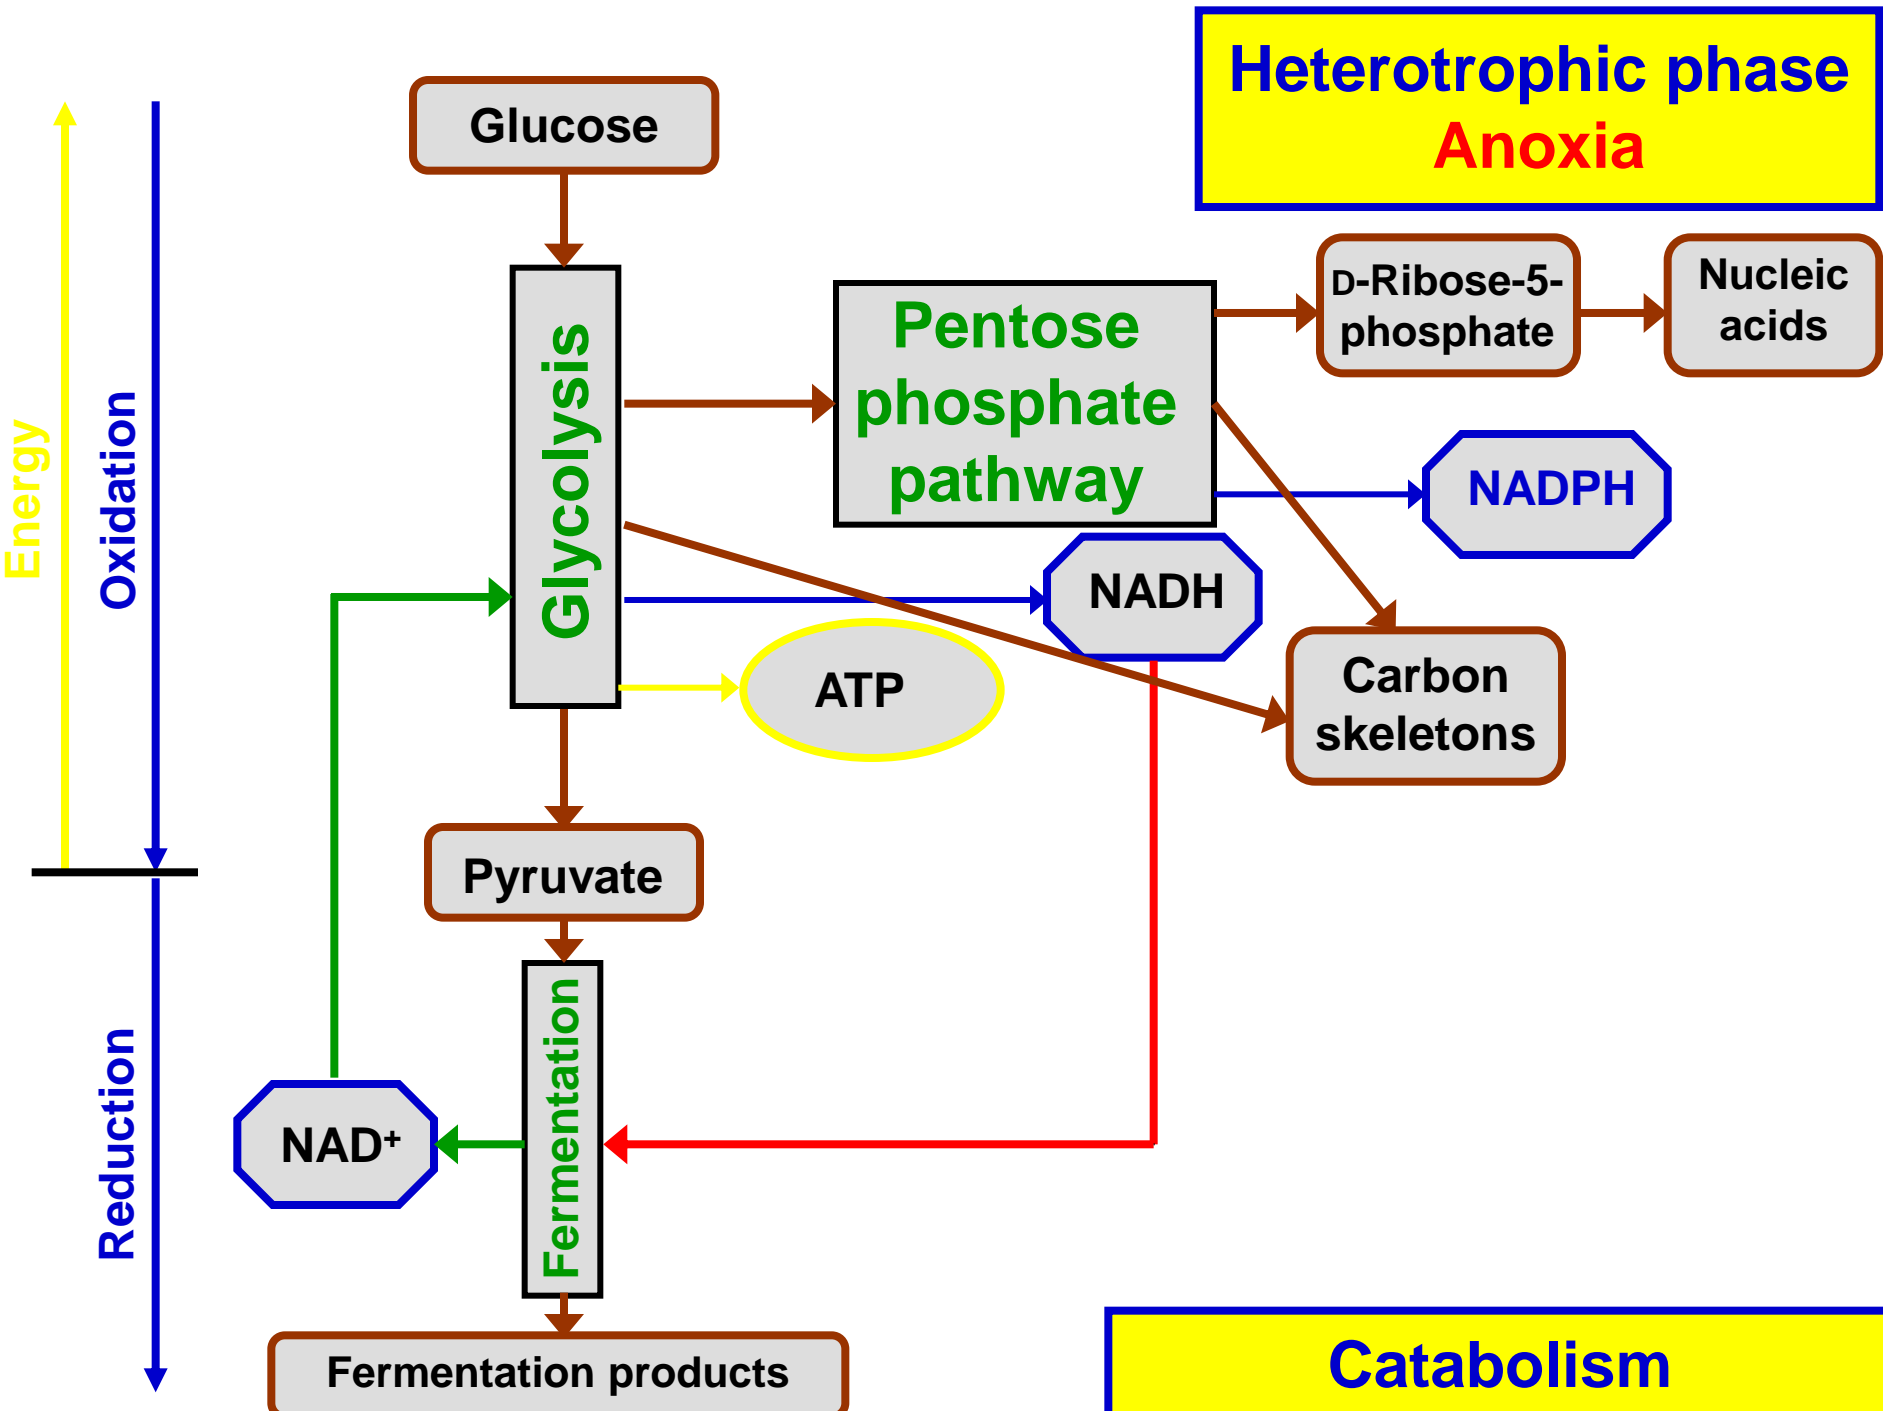 Heterotrophic phase
Anoxia
Glucose
D-Ribose-5-
phosphate
Nucleic
acids
Pentose
phosphate
pathway
Glycolysis
Energy
Oxidation
NADPH
NADH
ATP
Carbon
skeletons
Pyruvate
Fermentation
Reduction
NAD⁺
Fermentation products
Catabolism